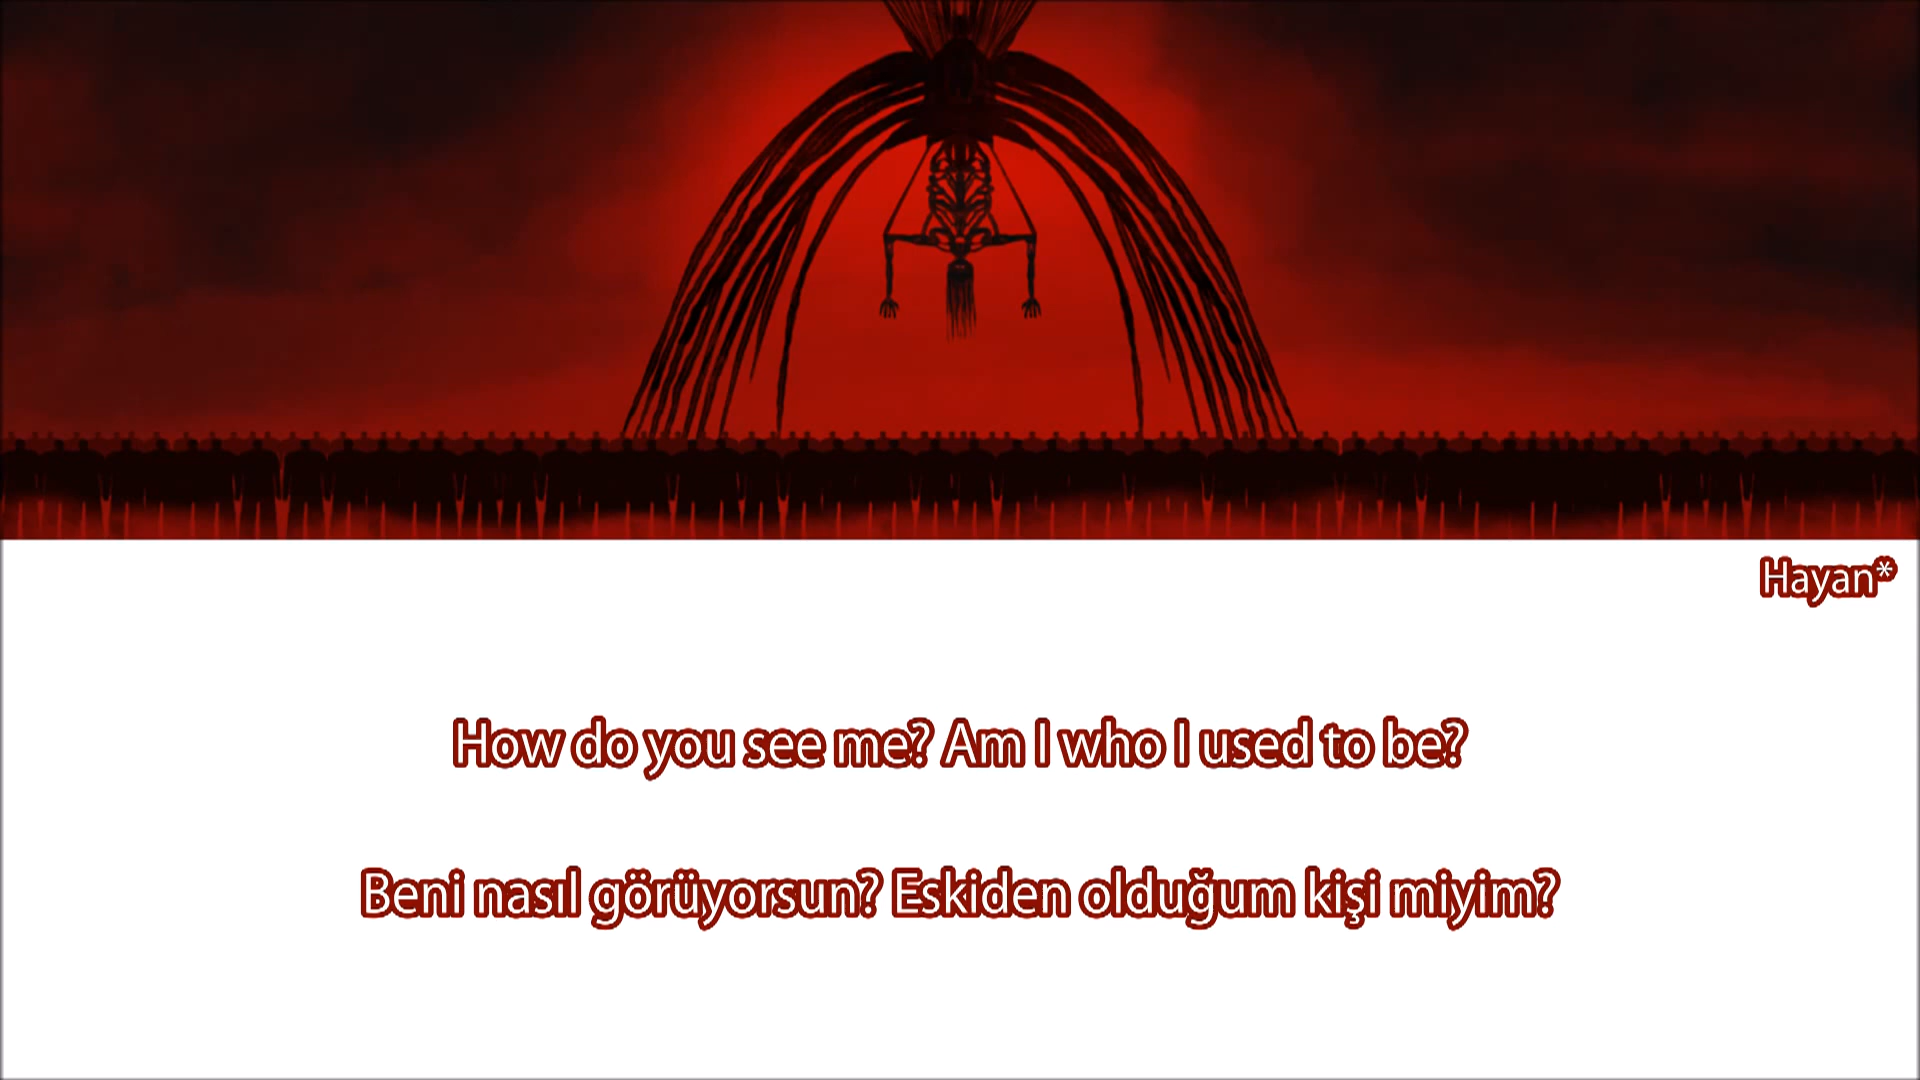 Hayan*
How do you see me? Am I who I used to be?
Beni nasıl görüyorsun? Eskiden olduğum kişi miyim?